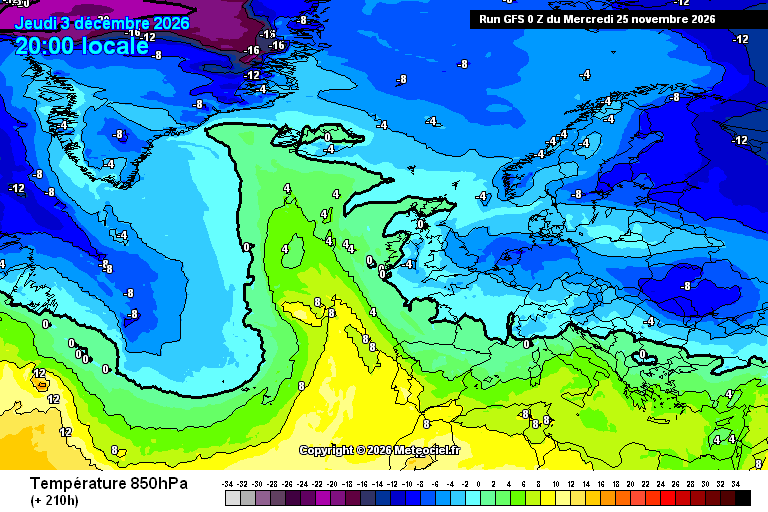 Jeudi 3 décembre 2026
20:00 locale
Run GFS 0 Z du Mercredi 25 novembre 2026
Copyright © 2026 Meteociel.fr
Température 850hPa
(+ 210h)
-34 -32 -30 -28 -26 -24 -22 -20 -18 -16 -14 -12 -10 -8 -6 -4 -2 0 2 4 6 8 10 12 14 16 18 20 22 24 26 28 30 32 34